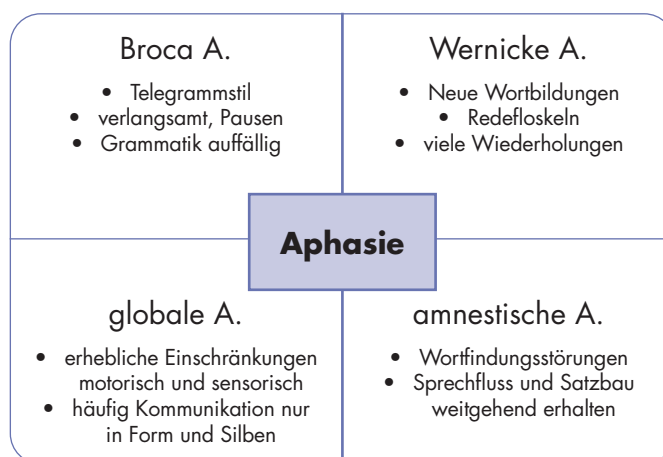 Broca A.
• Telegrammstil
• verlangsamt, Pausen
• Grammatik auffällig
Wernicke A.
• Neue Wortbildungen
• Redefloskeln
• viele Wiederholungen
Aphasie
globale A.
• erhebliche Einschränkungen
motorisch und sensorisch
• häufig Kommunikation nur
in Form und Silben
amnestische A.
• Wortfindungsstörungen
• Sprechfluss und Satzbau
weitgehend erhalten